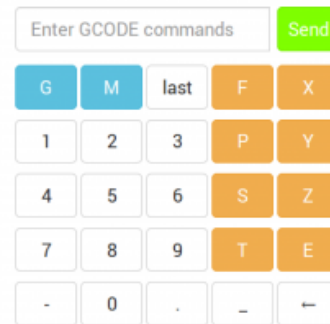 Enter GCODE commands Send
G M last F X
1 2 3 P Y
4 5 6 S Z
7 8 9 T E
- 0 . _ ←